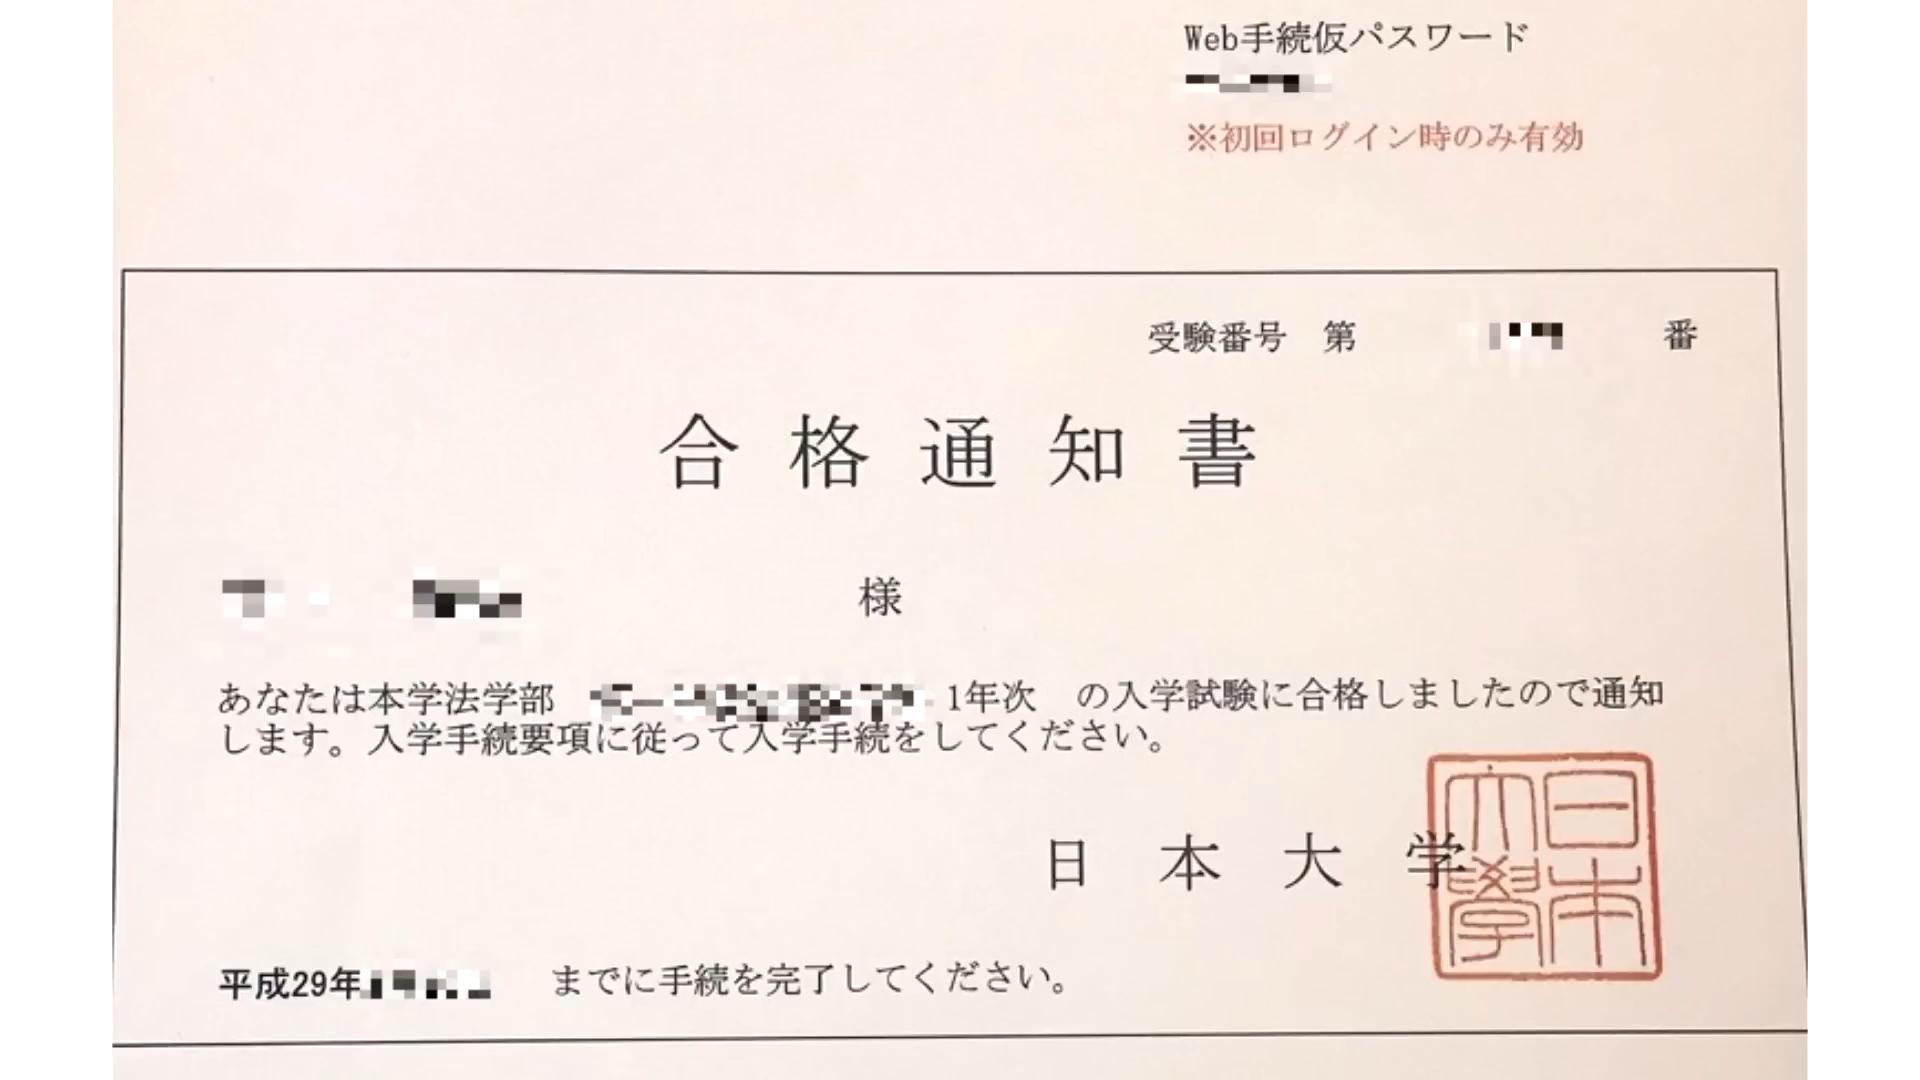 Web手続仮パスワード
※初回ログイン時のみ有効
受験番号 第 番
合格通知書
様
あなたは本学法学部 1年次 の入学試験に合格しましたので通知
します。入学手続要項に従って入学手続をしてください。
日本大学
日本大學
平成29年 までに手続を完了してください。